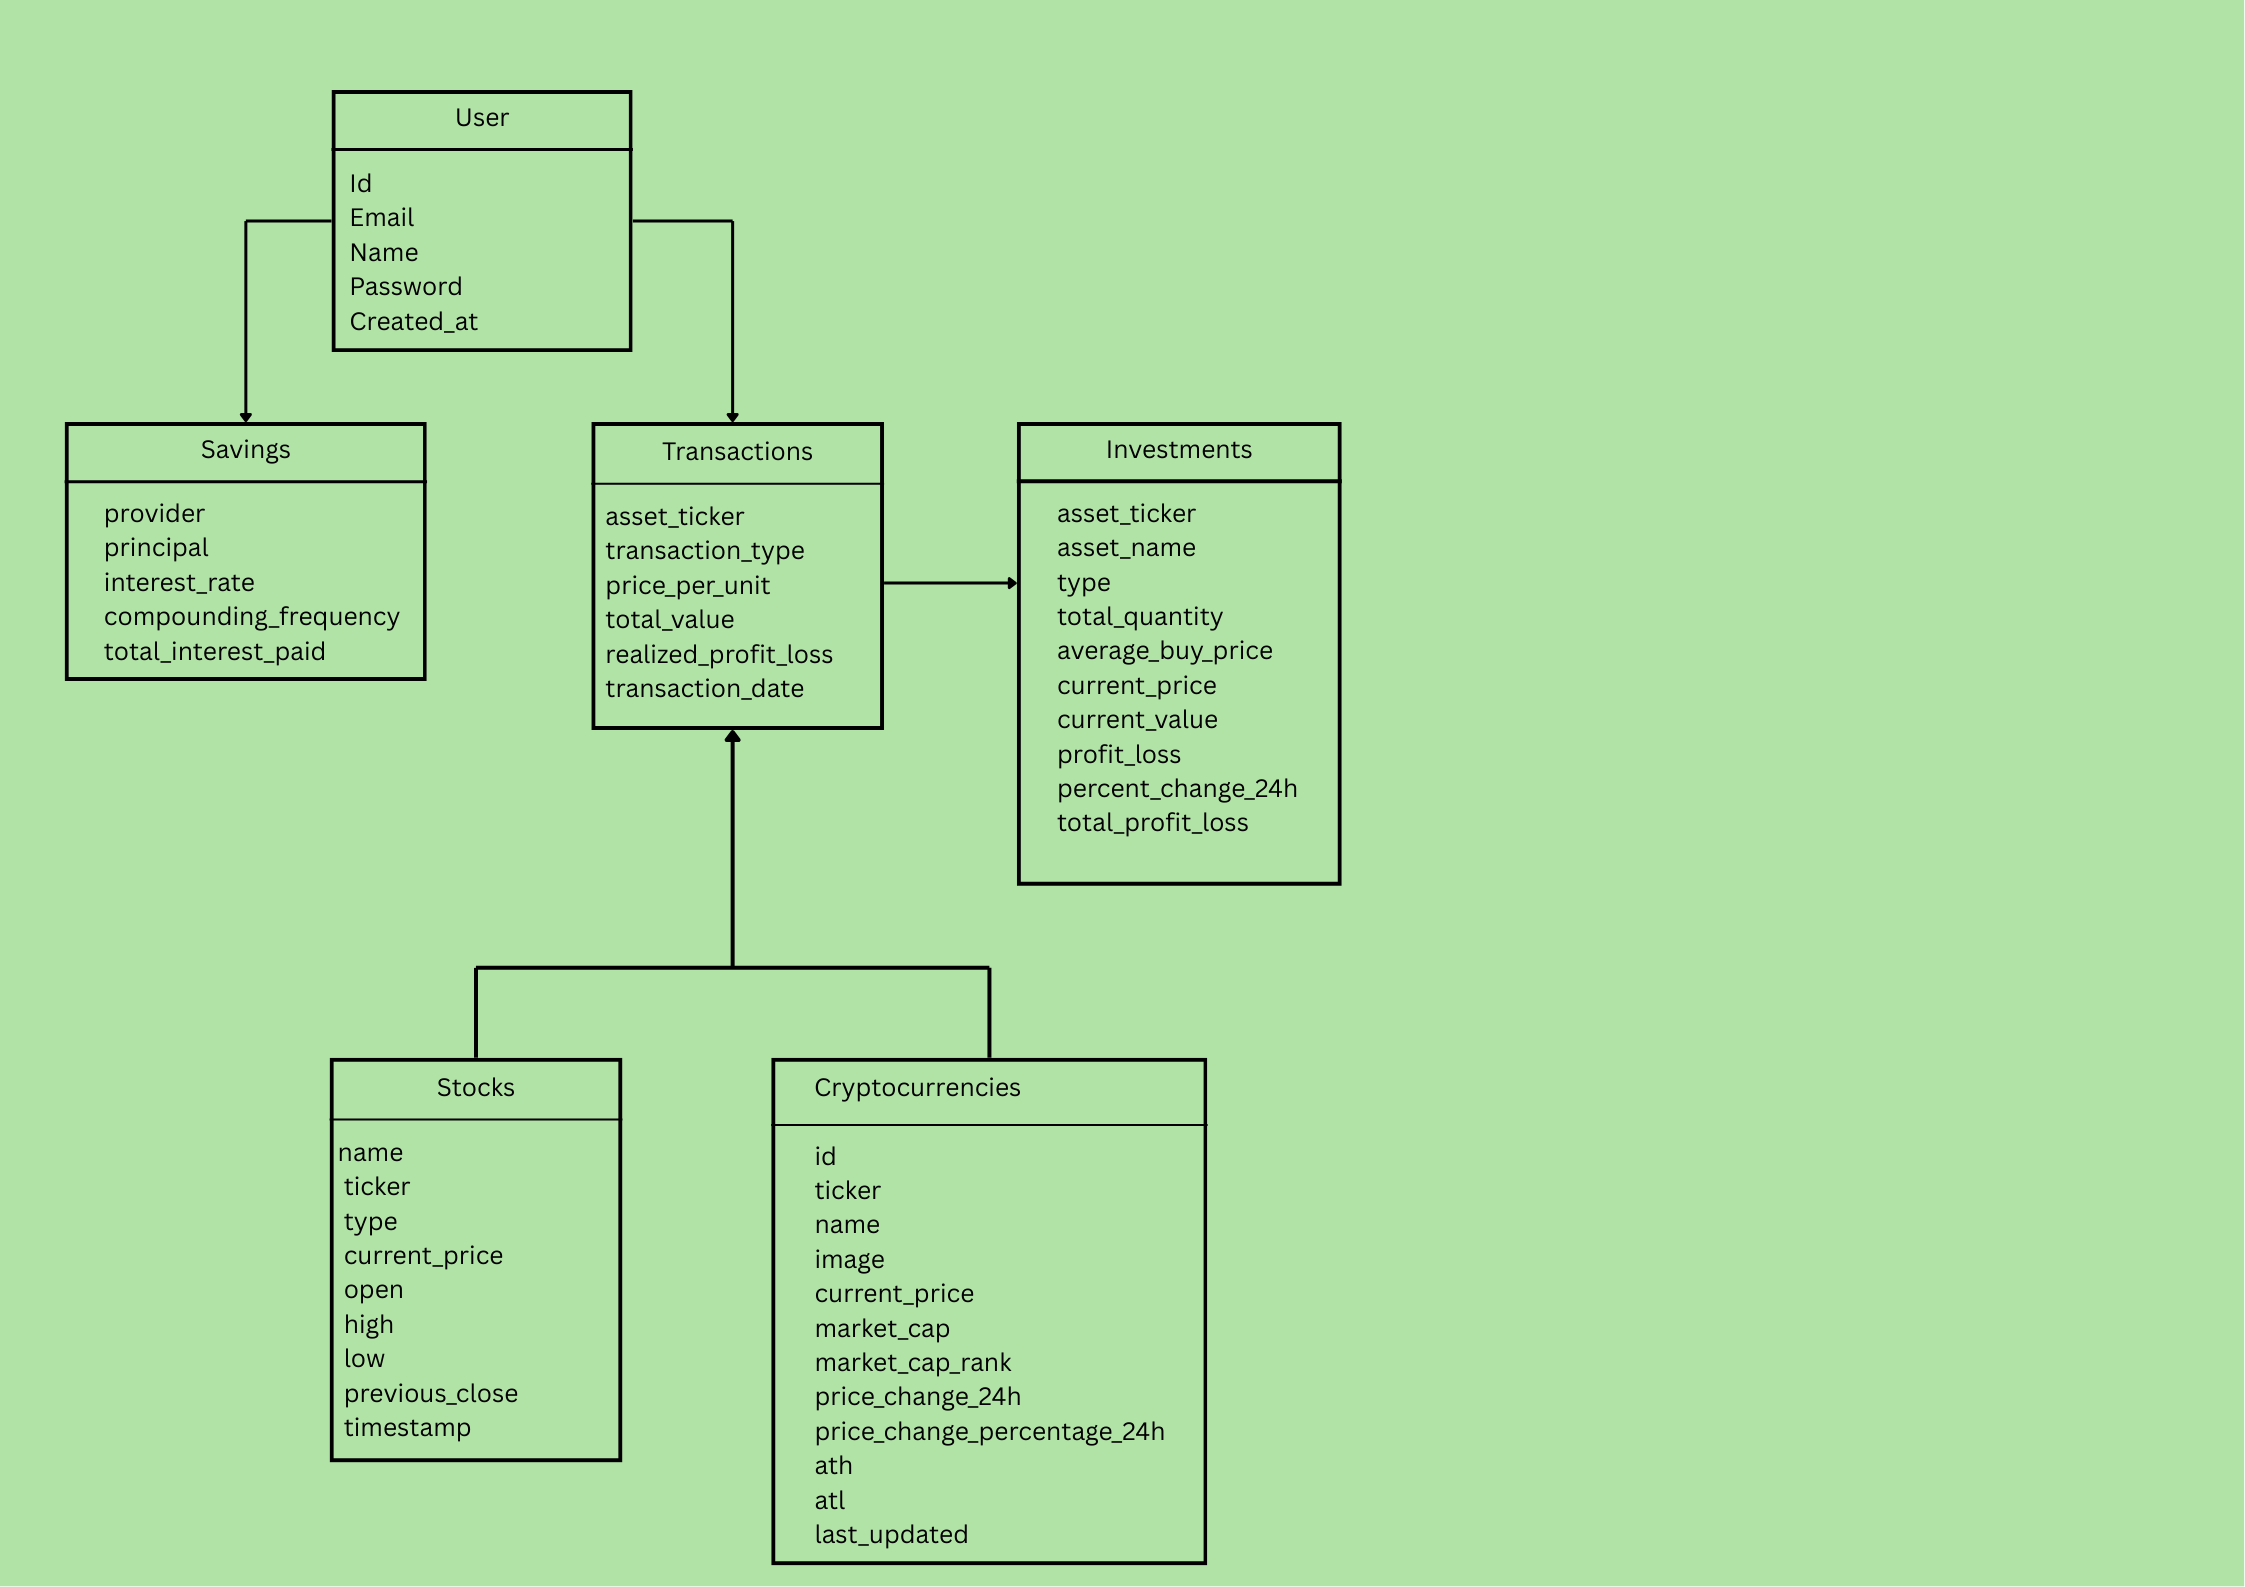 User
Id
Email
Name
Password
Created_at
Savings
provider
principal
interest_rate
compounding_frequency
total_interest_paid
Transactions
asset_ticker
transaction_type
price_per_unit
total_value
realized_profit_loss
transaction_date
Investments
asset_ticker
asset_name
type
total_quantity
average_buy_price
current_price
current_value
profit_loss
percent_change_24h
total_profit_loss
Stocks
name
ticker
type
current_price
open
high
low
previous_close
timestamp
Cryptocurrencies
id
ticker
name
image
current_price
market_cap
market_cap_rank
price_change_24h
price_change_percentage_24h
ath
atl
last_updated